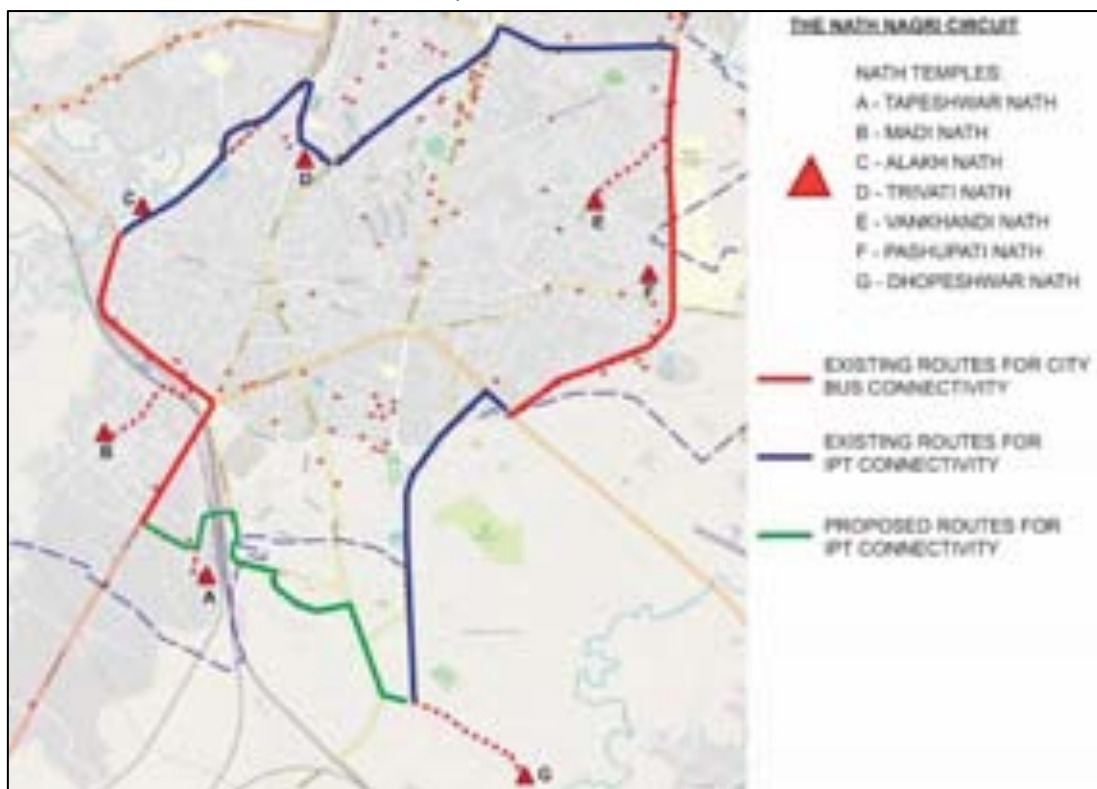 THE NATH NAGRI CIRCUIT
NATH TEMPLES
A - TAPESHWAR NATH
B - MADI NATH
C - ALAKH NATH
D - TRIVATI NATH
E - VANKHANDI NATH
F - PASHUPATI NATH
G - DHOPESHWAR NATH
EXISTING ROUTES FOR CITY
BUS CONNECTIVITY
EXISTING ROUTES FOR
IPT CONNECTIVITY
PROPOSED ROUTES FOR
IPT CONNECTIVITY
D
C
E
F
B
A
G